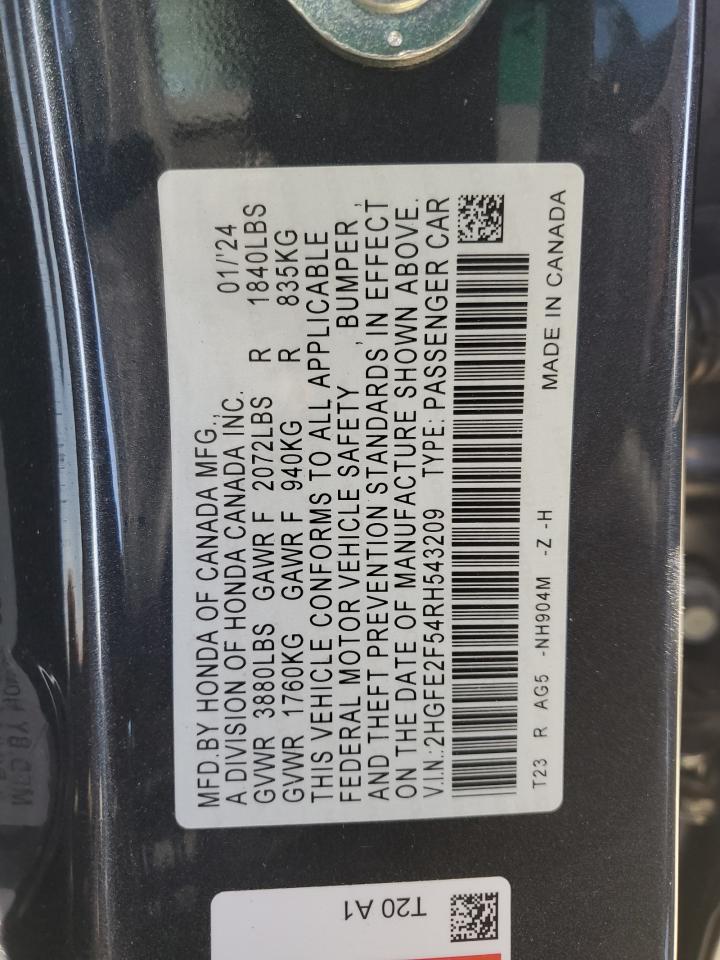 MFD.BY HONDA OF CANADA MFG., 01/'24
A DIVISION OF HONDA CANADA INC.
GVWR 3880LBS GAWR F 2072LBS R 1840LBS
GVWR 1760KG GAWR F 940KG R 835KG
THIS VEHICLE CONFORMS TO ALL APPLICABLE
FEDERAL MOTOR VEHICLE SAFETY , BUMPER ,
AND THEFT PREVENTION STANDARDS IN EFFECT
ON THE DATE OF MANUFACTURE SHOWN ABOVE.
V.I.N.:2HGFE2F54RH543209 TYPE: PASSENGER CAR
T23 R AG5 -NH904M -Z -H
MADE IN CANADA
T20 A1